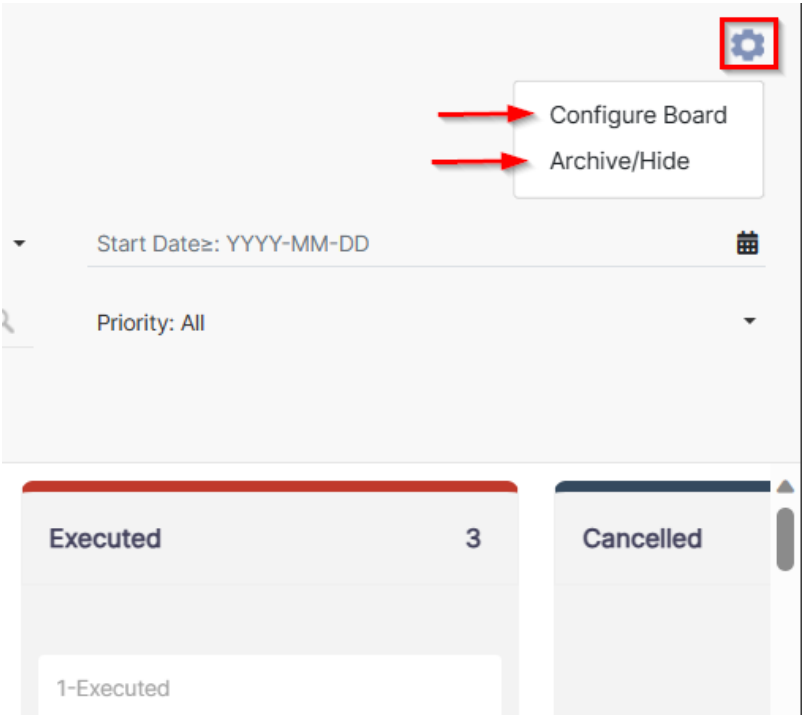 Configure Board
Archive/Hide
Start Date≥: YYYY-MM-DD
Priority: All
Executed 3
Cancelled
1-Executed